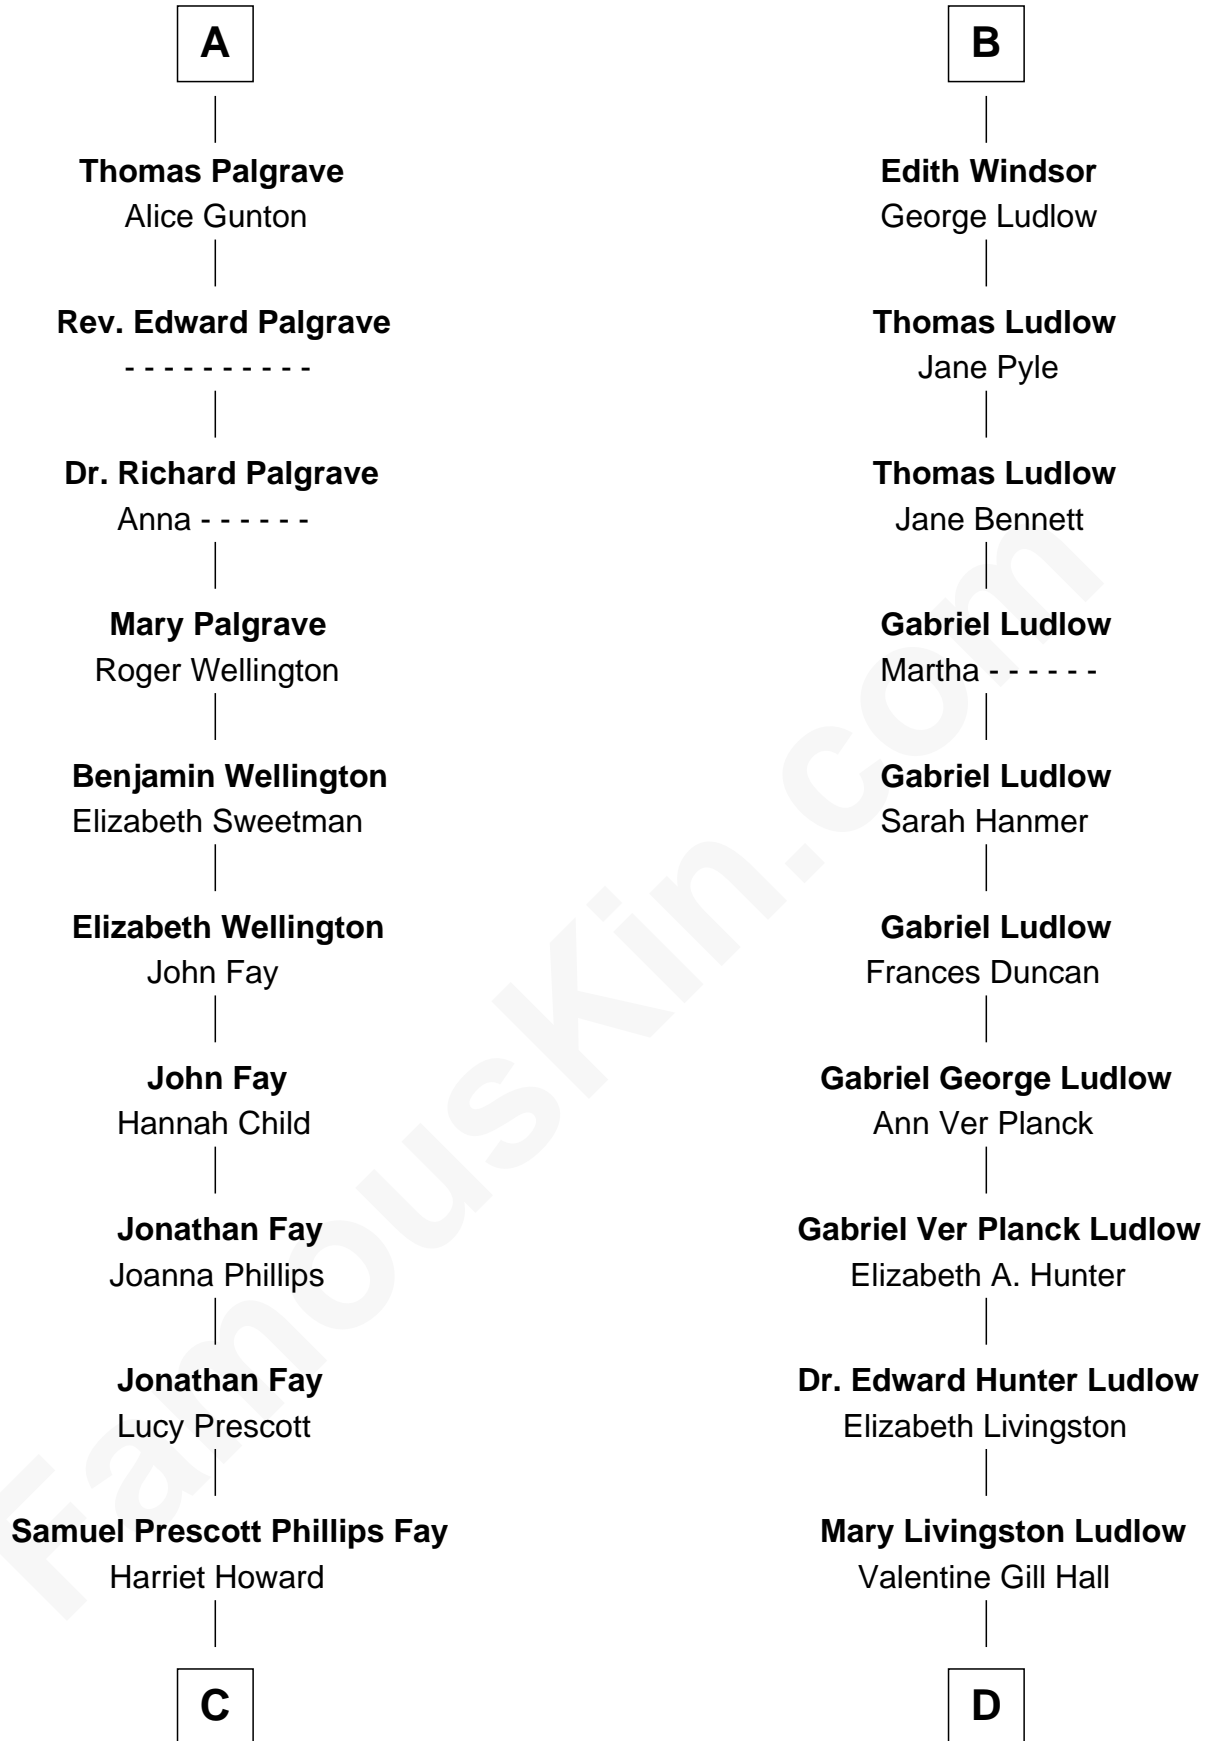 A
Thomas Palgrave
Alice Gunton
Rev. Edward Palgrave
- - - - - - - - - -
Dr. Richard Palgrave
Anna - - - - - -
Mary Palgrave
Roger Wellington
Benjamin Wellington
Elizabeth Sweetman
Elizabeth Wellington
John Fay
John Fay
Hannah Child
Jonathan Fay
Joanna Phillips
Jonathan Fay
Lucy Prescott
Samuel Prescott Phillips Fay
Harriet Howard
C
B
Edith Windsor
George Ludlow
Thomas Ludlow
Jane Pyle
Thomas Ludlow
Jane Bennett
Gabriel Ludlow
Martha - - - - - -
Gabriel Ludlow
Sarah Hanmer
Gabriel Ludlow
Frances Duncan
Gabriel George Ludlow
Ann Ver Planck
Gabriel Ver Planck Ludlow
Elizabeth A. Hunter
Dr. Edward Hunter Ludlow
Elizabeth Livingston
Mary Livingston Ludlow
Valentine Gill Hall
D
FamousKin.com